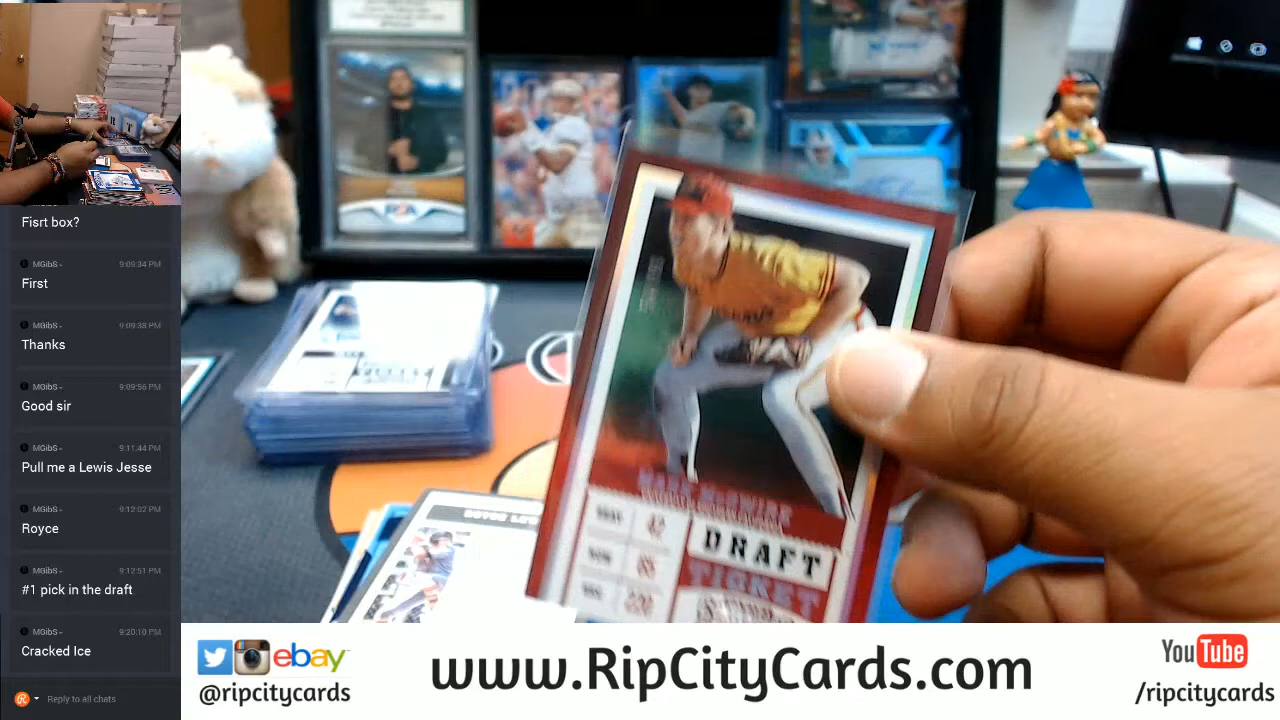 Fisrt box?
MGibS - 9:09:34 PM
First
MGibS - 9:09:38 PM
Thanks
MGibS - 9:09:56 PM
Good sir
MGibS - 9:11:44 PM
Pull me a Lewis Jesse
MGibS - 9:12:02 PM
Royce
MGibS - 9:12:51 PM
#1 pick in the draft
MGibS - 9:20:10 PM
Cracked Ice
Reply to all chats
MARK McGWIRE
DRAFT
TICKET
ebay
@ripcitycards
www.RipCityCards.com
YouTube
/ripcitycards